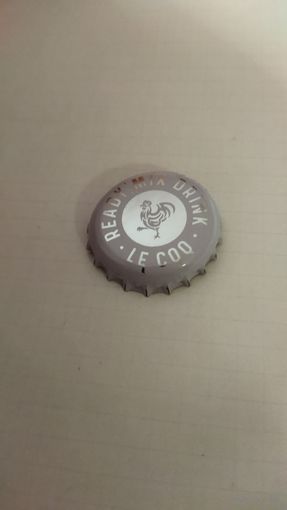 READY MIX DRINK
· LE COQ ·